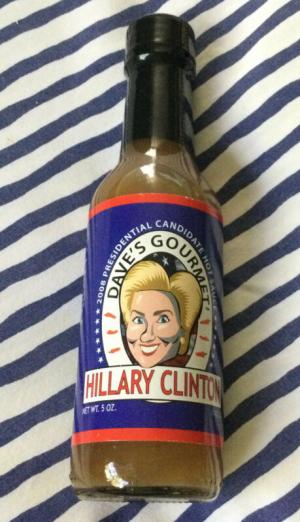 2008 PRESIDENTIAL CANDIDATE HOT SAUCE
DAVE'S GOURMET
HILLARY CLINTON
NET WT. 5 OZ.